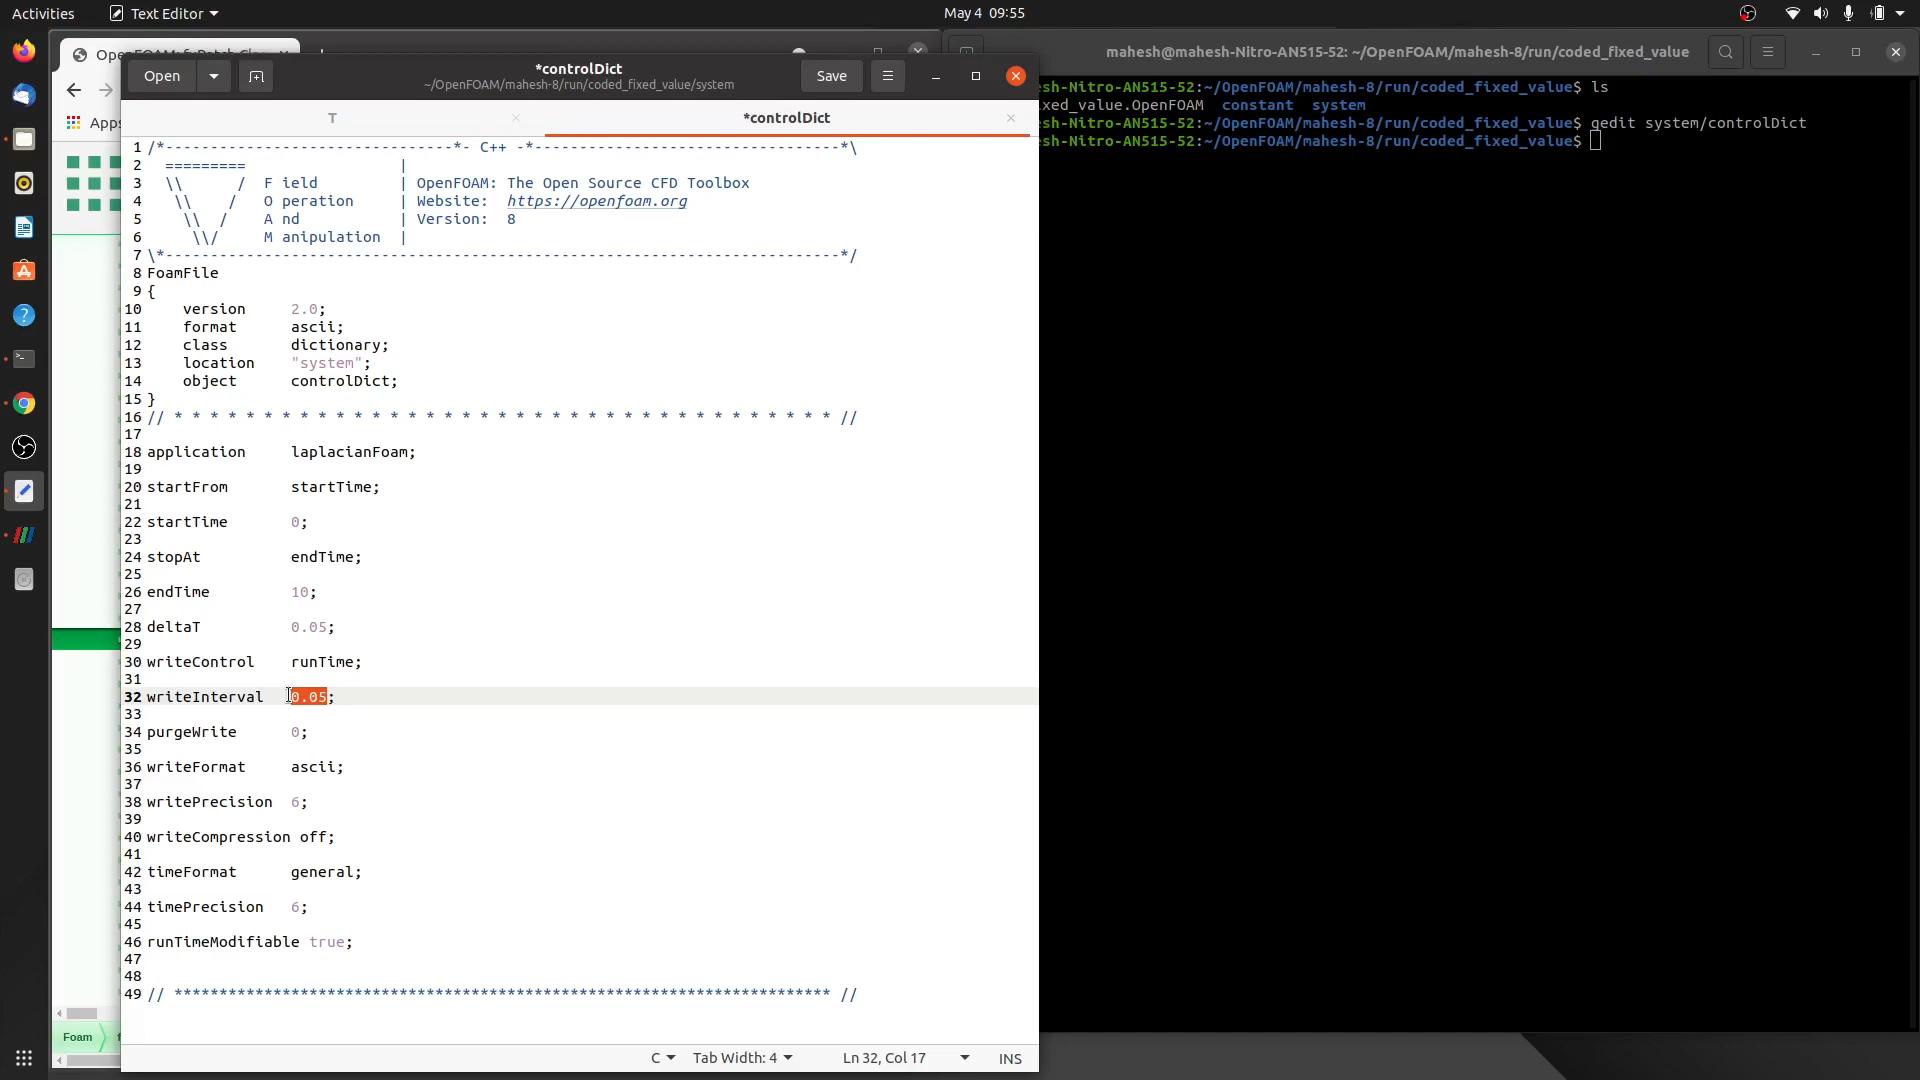 Activities
Text Editor
May 4 09:55
Open
*controlDict
~/OpenFOAM/mahesh-8/run/coded_fixed_value/system
Save
T
*controlDict
1 /*--------------------------------*- C++ -*----------------------------------*\
2   =========                 |
3   \\      /  F ield         | OpenFOAM: The Open Source CFD Toolbox
4    \\    /   O peration     | Website:  https://openfoam.org
5     \\  /    A nd           | Version:  8
6      \\/     M anipulation  |
7 \*---------------------------------------------------------------------------*/
8 FoamFile
9 {
10     version     2.0;
11     format      ascii;
12     class       dictionary;
13     location    "system";
14     object      controlDict;
15 }
16 // * * * * * * * * * * * * * * * * * * * * * * * * * * * * * * * * * * * * * //
17
18 application     laplacianFoam;
19
20 startFrom       startTime;
21
22 startTime       0;
23
24 stopAt          endTime;
25
26 endTime         10;
27
28 deltaT          0.05;
29
30 writeControl    runTime;
31
32 writeInterval   0.05;
33
34 purgeWrite      0;
35
36 writeFormat     ascii;
37
38 writePrecision  6;
39
40 writeCompression off;
41
42 timeFormat      general;
43
44 timePrecision   6;
45
46 runTimeModifiable true;
47
48
49 // ************************************************************************* //
C
Tab Width: 4
Ln 32, Col 17
INS
Apps
Foam
mahesh@mahesh-Nitro-AN515-52: ~/OpenFOAM/mahesh-8/run/coded_fixed_value
sh-Nitro-AN515-52:~/OpenFOAM/mahesh-8/run/coded_fixed_value$ ls
xed_value.OpenFOAM  constant  system
sh-Nitro-AN515-52:~/OpenFOAM/mahesh-8/run/coded_fixed_value$ gedit system/controlDict
sh-Nitro-AN515-52:~/OpenFOAM/mahesh-8/run/coded_fixed_value$